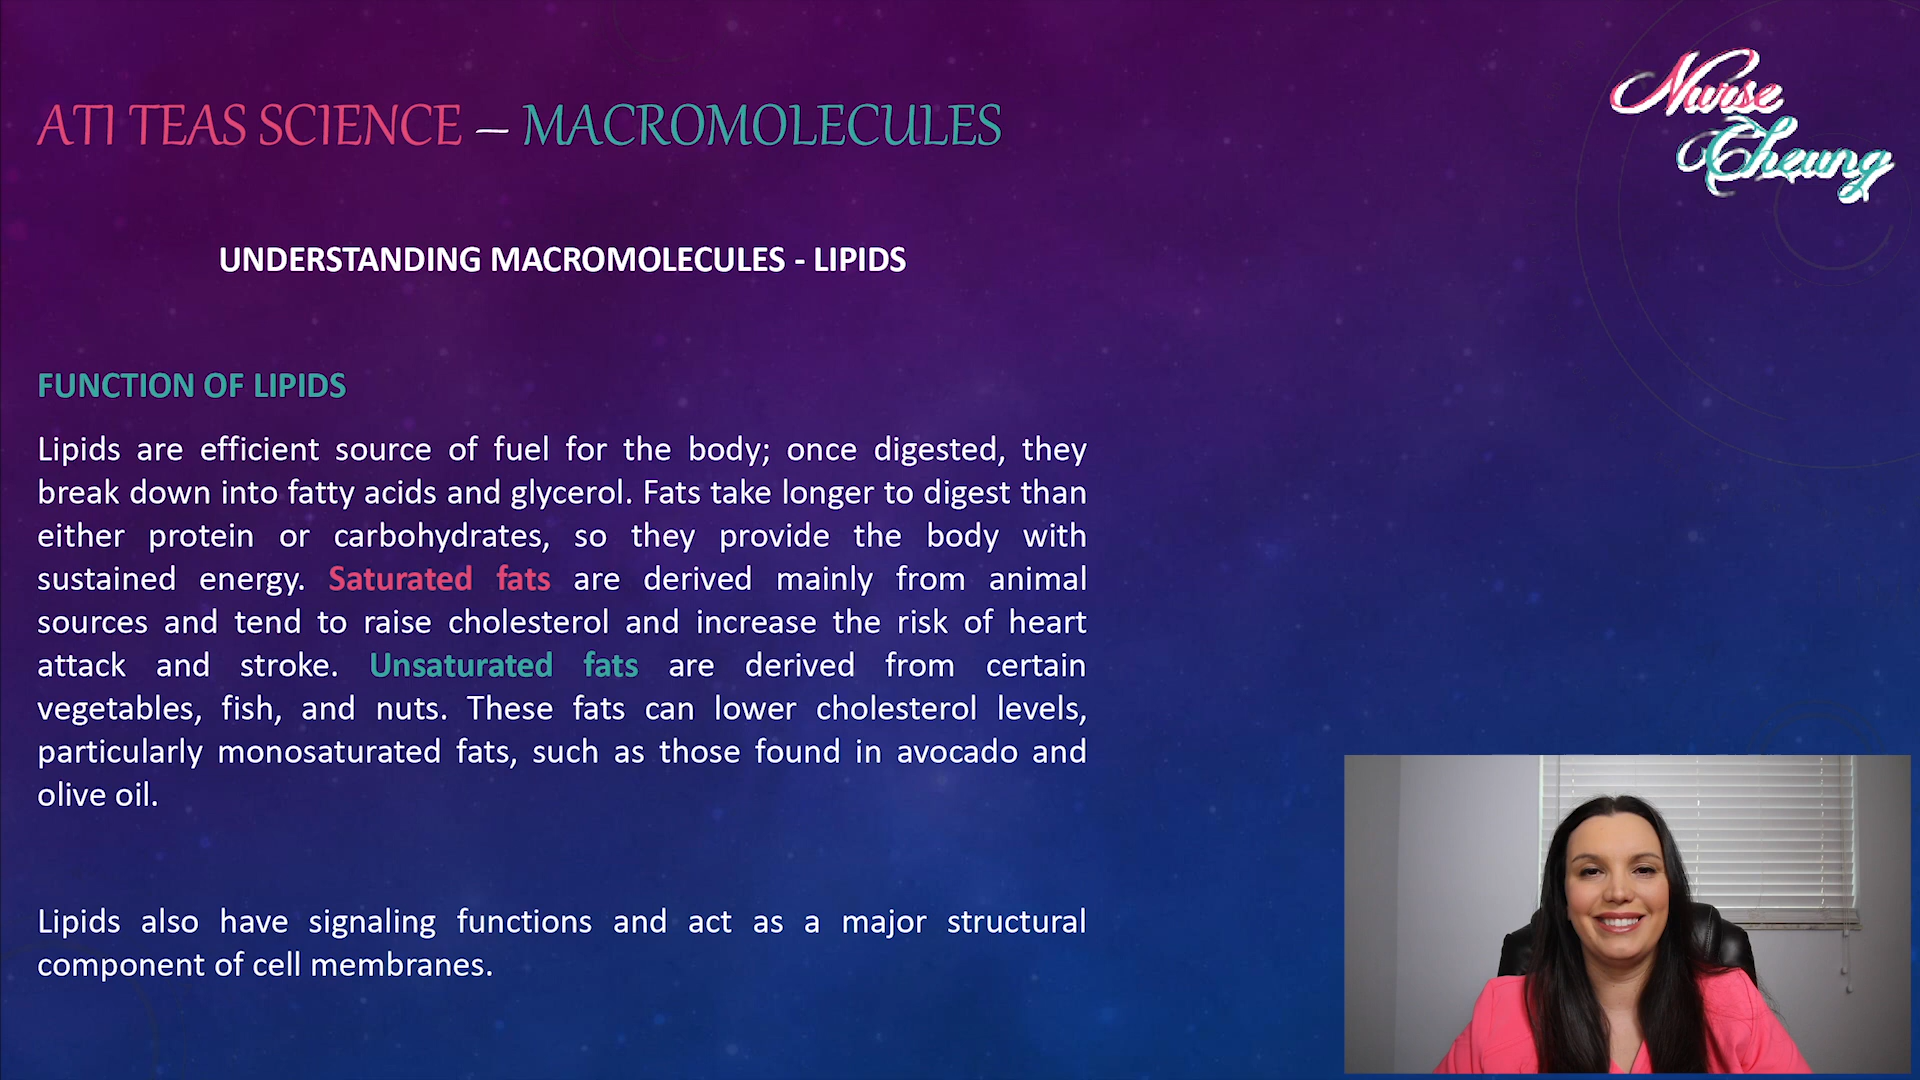 ATI TEAS SCIENCE – MACROMOLECULES
Nurse
Cheung
UNDERSTANDING MACROMOLECULES - LIPIDS
FUNCTION OF LIPIDS
Lipids are efficient source of fuel for the body; once digested, they
break down into fatty acids and glycerol. Fats take longer to digest than
either protein or carbohydrates, so they provide the body with
sustained energy. Saturated fats are derived mainly from animal
sources and tend to raise cholesterol and increase the risk of heart
attack and stroke. Unsaturated fats are derived from certain
vegetables, fish, and nuts. These fats can lower cholesterol levels,
particularly monosaturated fats, such as those found in avocado and
olive oil.
Lipids also have signaling functions and act as a major structural
component of cell membranes.